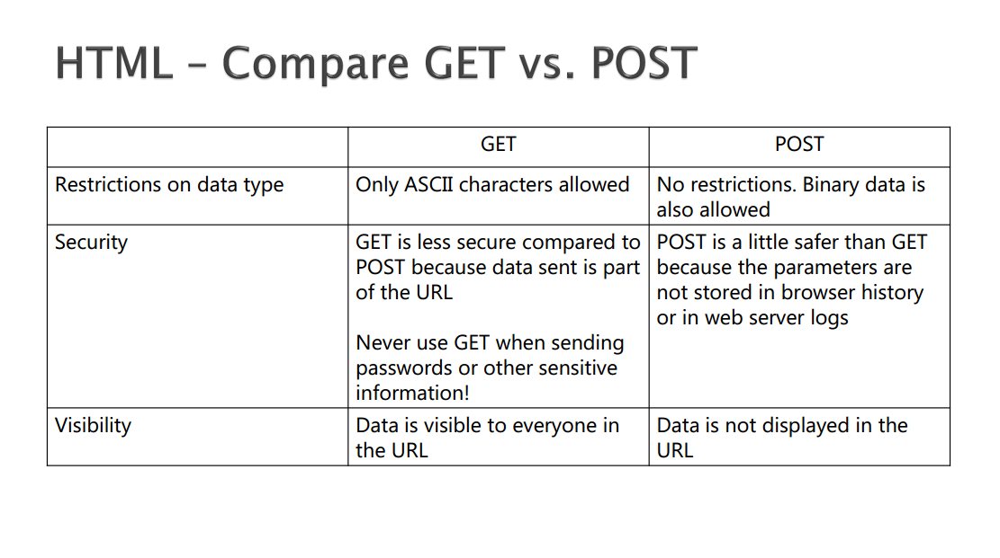 HTML – Compare GET vs. POST
GET
POST
Restrictions on data type
Only ASCII characters allowed
No restrictions. Binary data is
also allowed
Security
GET is less secure compared to
POST because data sent is part
of the URL
Never use GET when sending
passwords or other sensitive
information!
POST is a little safer than GET
because the parameters are
not stored in browser history
or in web server logs
Visibility
Data is visible to everyone in
the URL
Data is not displayed in the
URL